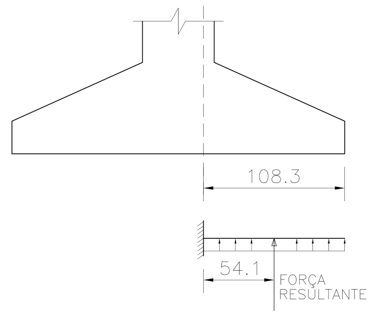 108.3
54.1
FORÇA
RESULTANTE